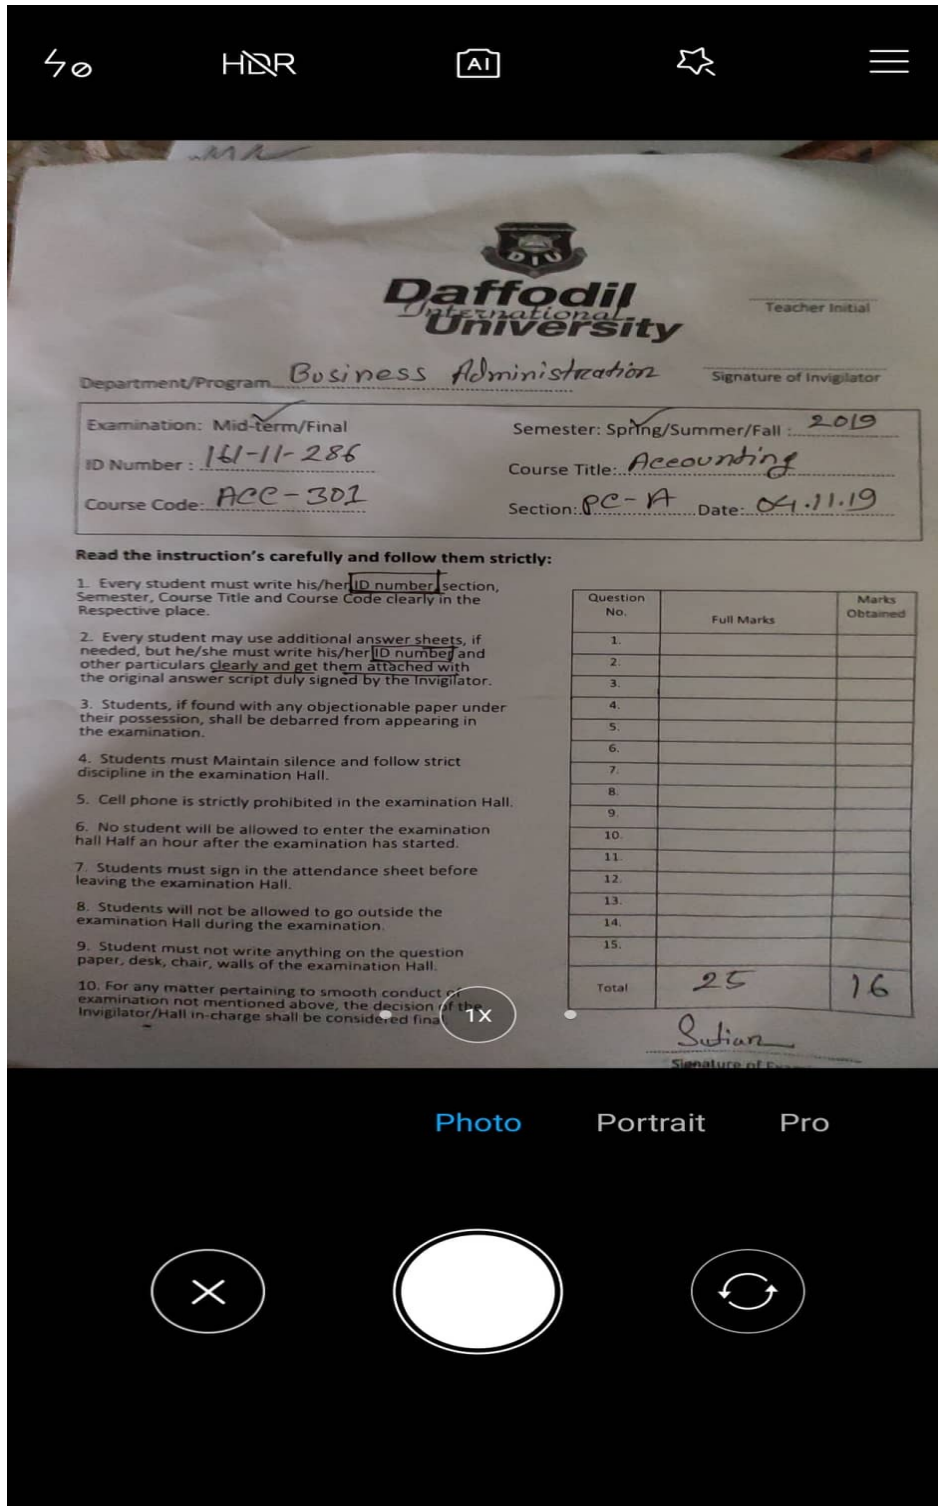 HDR
AI
DIU
Daffodil
International
University
Teacher Initial
Department/Program Business Administration
Signature of Invigilator
Examination: Mid-term/Final
Semester: Spring/Summer/Fall : 2019
ID Number : 161-11-286
Course Title: Accounting
Course Code: ACC-301
Section: PC-A Date: 04.11.19
Read the instruction's carefully and follow them strictly:
1. Every student must write his/her ID number, section,
Semester, Course Title and Course Code clearly in the
Respective place.
2. Every student may use additional answer sheets, if
needed, but he/she must write his/her ID number and
other particulars clearly and get them attached with
the original answer script duly signed by the Invigilator.
3. Students, if found with any objectionable paper under
their possession, shall be debarred from appearing in
the examination.
4. Students must Maintain silence and follow strict
discipline in the examination Hall.
5. Cell phone is strictly prohibited in the examination Hall.
6. No student will be allowed to enter the examination
hall Half an hour after the examination has started.
7. Students must sign in the attendance sheet before
leaving the examination Hall.
8. Students will not be allowed to go outside the
examination Hall during the examination.
9. Student must not write anything on the question
paper, desk, chair, walls of the examination Hall.
10. For any matter pertaining to smooth conduct of
examination not mentioned above, the decision of the
Invigilator/Hall in-charge shall be considered final
Question No. Full Marks Marks Obtained
1.
2.
3.
4.
5.
6.
7.
8.
9.
10.
11.
12.
13.
14.
15.
Total 25 16
Signature of
1X
Photo Portrait Pro